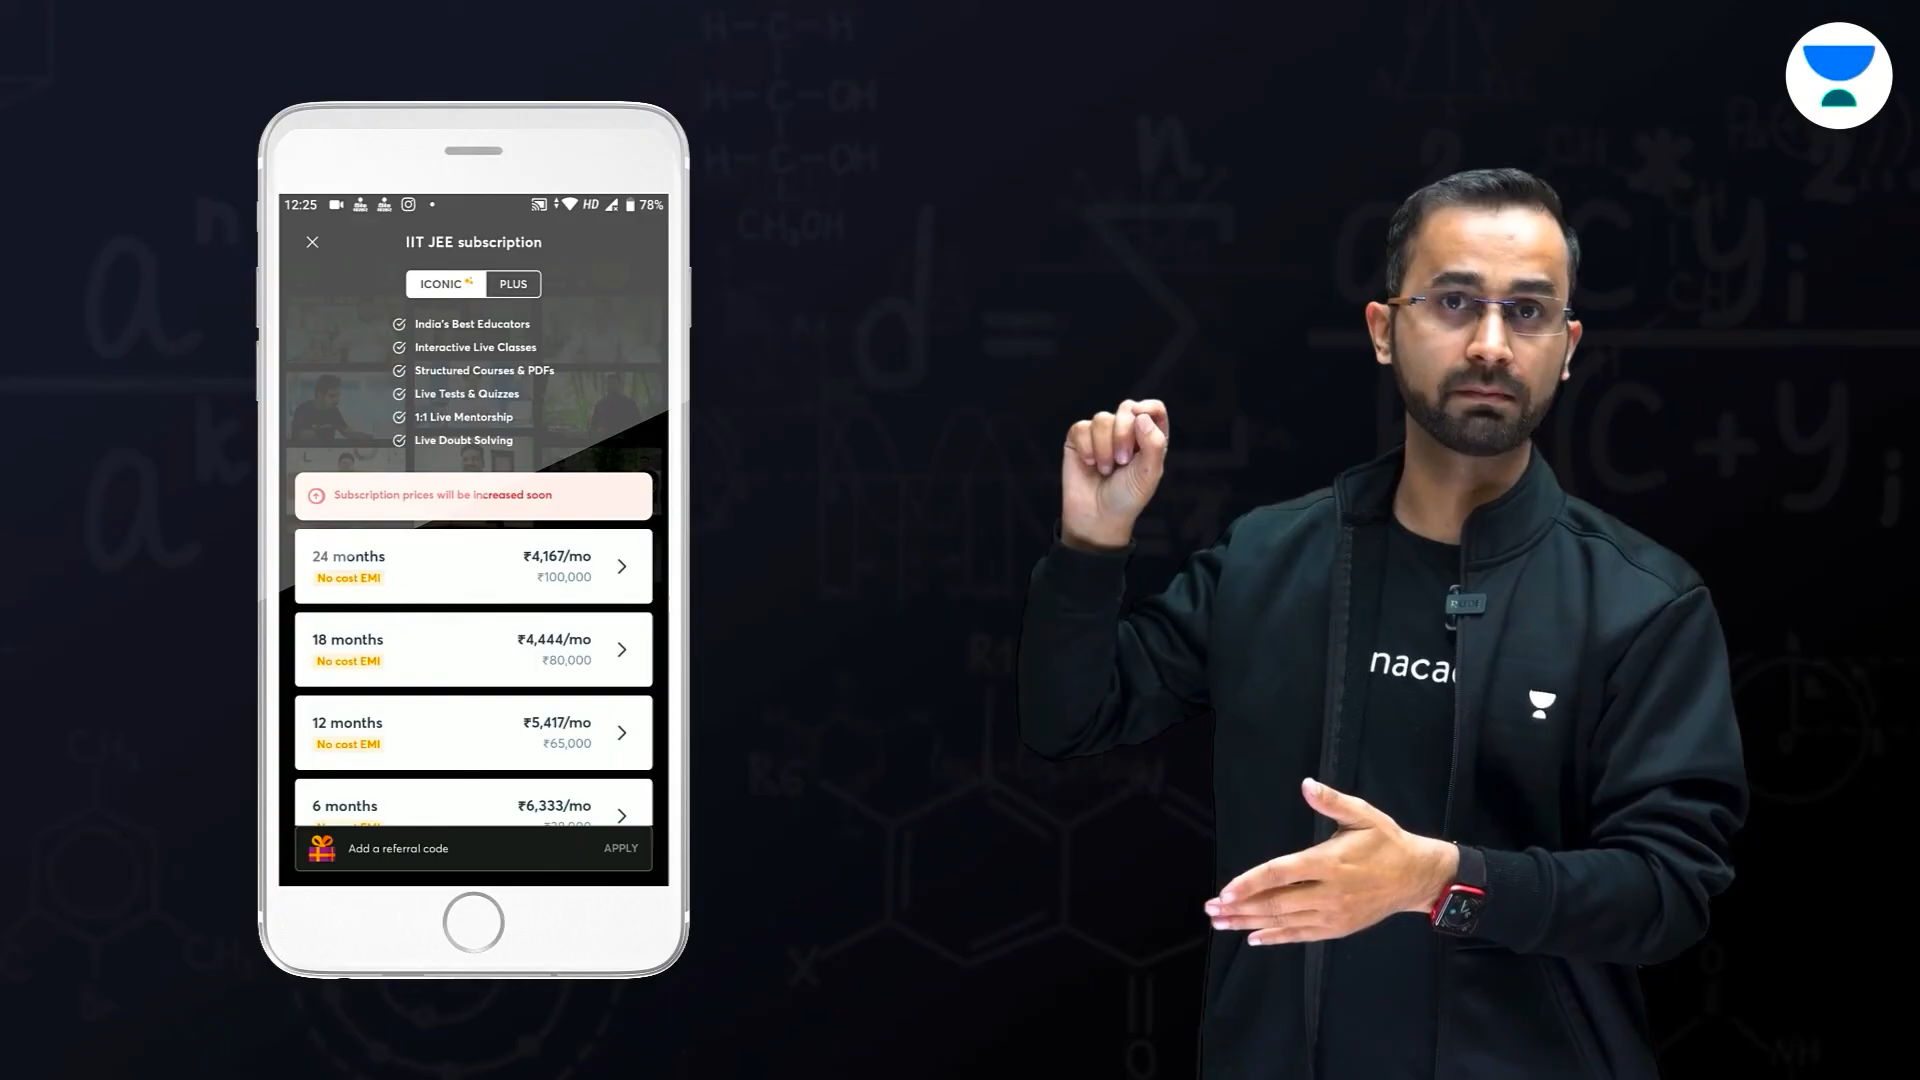 12:25
HD
78%
IIT JEE subscription
ICONIC
PLUS
India's Best Educators
Interactive Live Classes
Structured Courses & PDFs
Live Tests & Quizzes
1:1 Live Mentorship
Live Doubt Solving
Subscription prices will be increased soon
24 months
₹4,167/mo
No cost EMI
₹100,000
18 months
₹4,444/mo
No cost EMI
₹80,000
12 months
₹5,417/mo
No cost EMI
₹65,000
6 months
₹6,333/mo
Add a referral code
APPLY
nacad